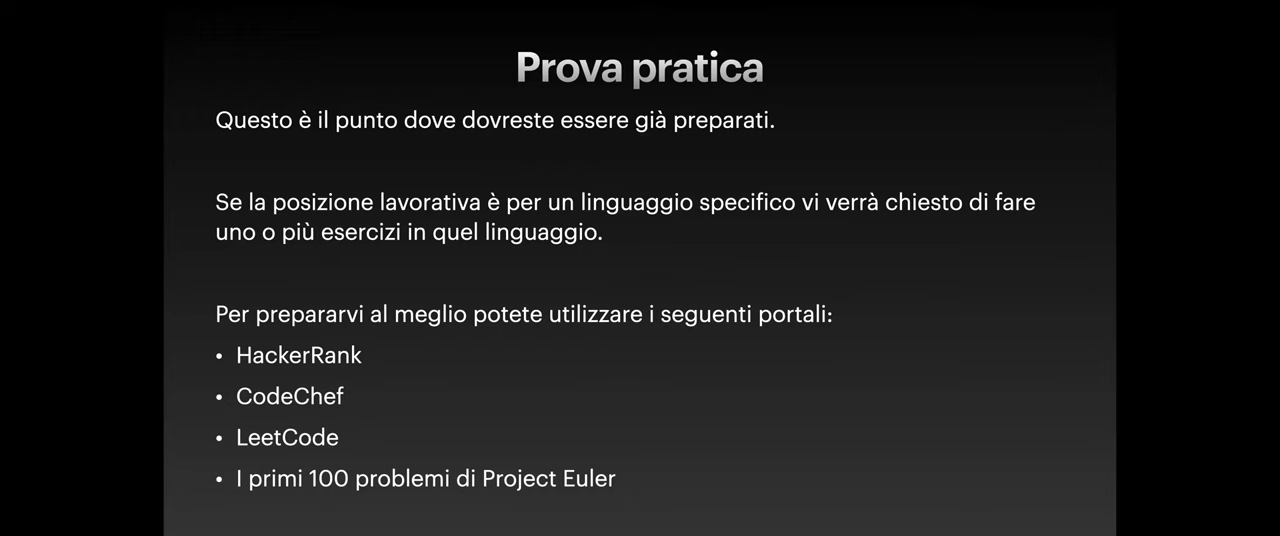 Prova pratica
Questo è il punto dove dovreste essere già preparati.
Se la posizione lavorativa è per un linguaggio specifico vi verrà chiesto di fare
uno o più esercizi in quel linguaggio.
Per prepararvi al meglio potete utilizzare i seguenti portali:
• HackerRank
• CodeChef
• LeetCode
• I primi 100 problemi di Project Euler